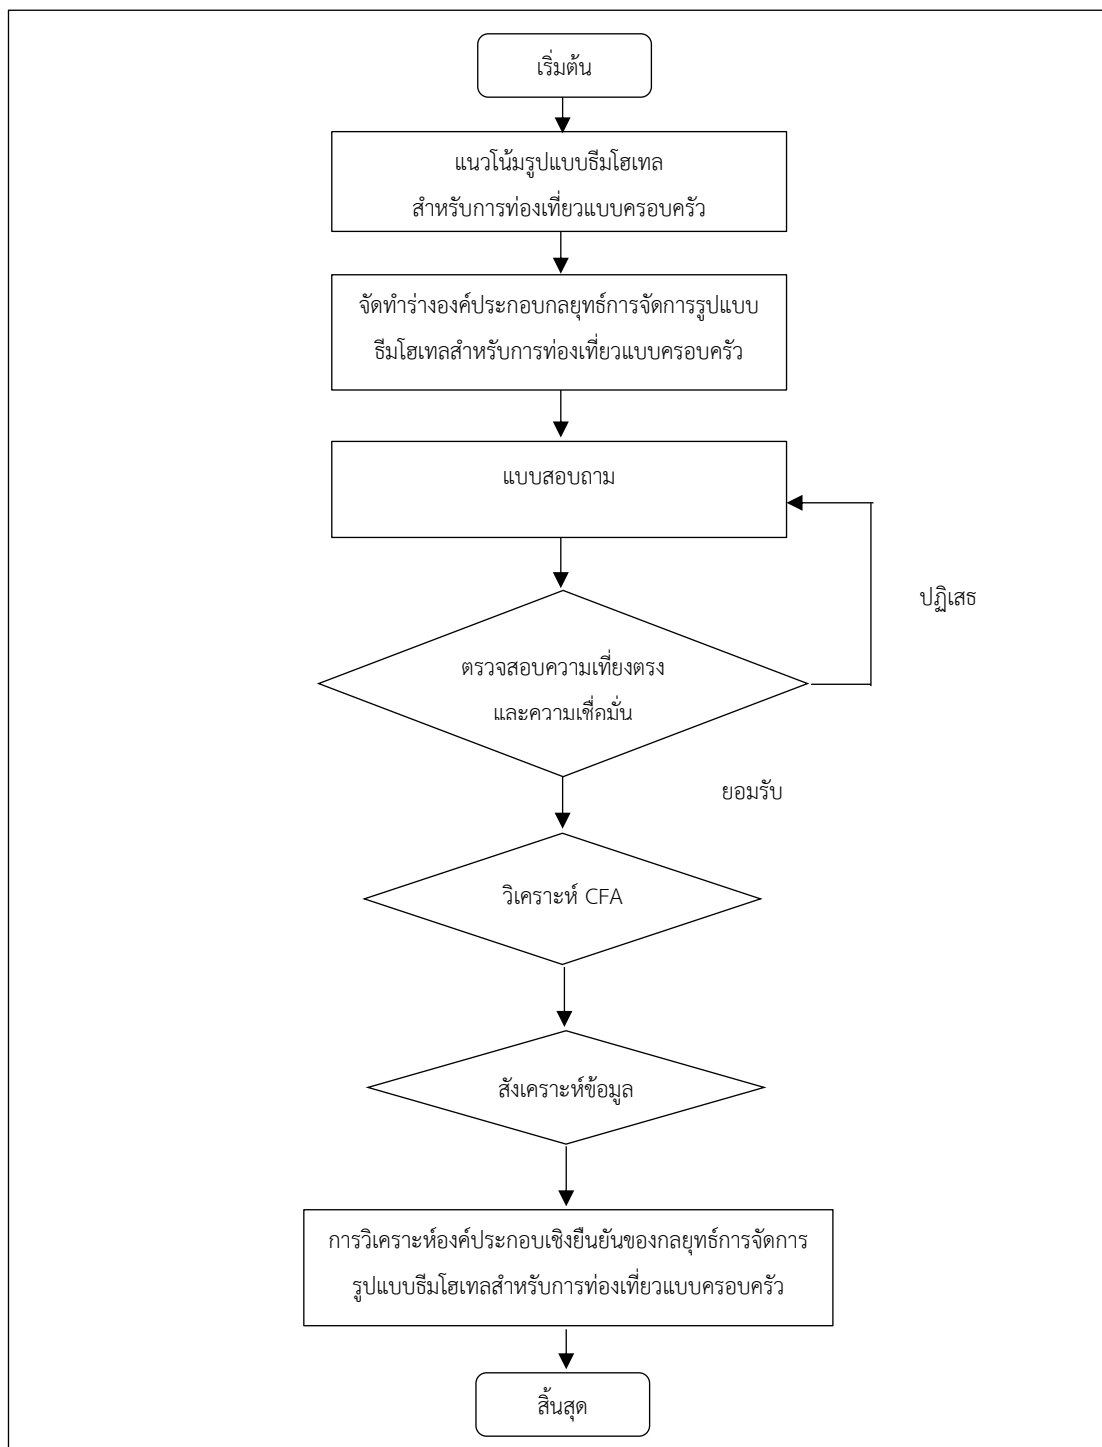 เริ่มต้น
แนวโน้มรูปแบบธีมโฮเทล
สำหรับการท่องเที่ยวแบบครอบครัว
จัดทำร่างองค์ประกอบกลยุทธ์การจัดการรูปแบบ
ธีมโฮเทลสำหรับการท่องเที่ยวแบบครอบครัว
แบบสอบถาม
ปฏิเสธ
ตรวจสอบความเที่ยงตรง
และความเชื่อมั่น
ยอมรับ
วิเคราะห์ CFA
สังเคราะห์ข้อมูล
การวิเคราะห์องค์ประกอบเชิงยืนยันของกลยุทธ์การจัดการ
รูปแบบธีมโฮเทลสำหรับการท่องเที่ยวแบบครอบครัว
สิ้นสุด